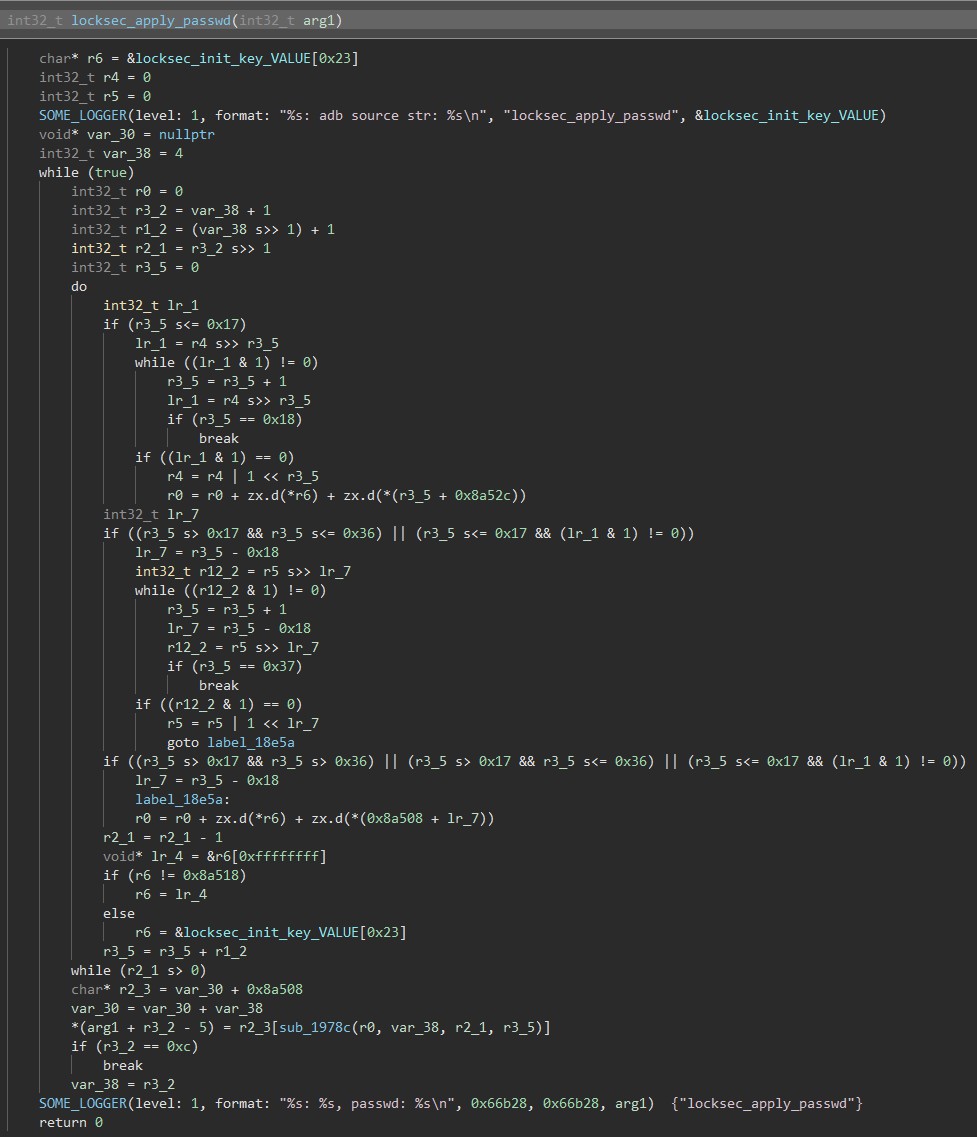 int32_t locksec_apply_passwd(int32_t arg1)
char* r6 = &locksec_init_key_VALUE[0x23]
int32_t r4 = 0
int32_t r5 = 0
SOME_LOGGER(level: 1, format: "%s: adb source str: %s\n", "locksec_apply_passwd", &locksec_init_key_VALUE)
void* var_30 = nullptr
int32_t var_38 = 4
while (true)
int32_t r0 = 0
int32_t r3_2 = var_38 + 1
int32_t r1_2 = (var_38 s>> 1) + 1
int32_t r2_1 = r3_2 s>> 1
int32_t r3_5 = 0
do
int32_t lr_1
if (r3_5 s<= 0x17)
lr_1 = r4 s>> r3_5
while ((lr_1 & 1) != 0)
r3_5 = r3_5 + 1
lr_1 = r4 s>> r3_5
if (r3_5 == 0x18)
break
if ((lr_1 & 1) == 0)
r4 = r4 | 1 << r3_5
r0 = r0 + zx.d(*r6) + zx.d(*(r3_5 + 0x8a52c))
int32_t lr_7
if ((r3_5 s> 0x17 && r3_5 s<= 0x36) || (r3_5 s<= 0x17 && (lr_1 & 1) != 0))
lr_7 = r3_5 - 0x18
int32_t r12_2 = r5 s>> lr_7
while ((r12_2 & 1) != 0)
r3_5 = r3_5 + 1
lr_7 = r3_5 - 0x18
r12_2 = r5 s>> lr_7
if (r3_5 == 0x37)
break
if ((r12_2 & 1) == 0)
r5 = r5 | 1 << lr_7
goto label_18e5a
if ((r3_5 s> 0x17 && r3_5 s> 0x36) || (r3_5 s> 0x17 && r3_5 s<= 0x36) || (r3_5 s<= 0x17 && (lr_1 & 1) != 0))
lr_7 = r3_5 - 0x18
label_18e5a:
r0 = r0 + zx.d(*r6) + zx.d(*(0x8a508 + lr_7))
r2_1 = r2_1 - 1
void* lr_4 = &r6[0xffffffff]
if (r6 != 0x8a518)
r6 = lr_4
else
r6 = &locksec_init_key_VALUE[0x23]
r3_5 = r3_5 + r1_2
while (r2_1 s> 0)
char* r2_3 = var_30 + 0x8a508
var_30 = var_30 + var_38
*(arg1 + r3_2 - 5) = r2_3[sub_1978c(r0, var_38, r2_1, r3_5)]
if (r3_2 == 0xc)
break
var_38 = r3_2
SOME_LOGGER(level: 1, format: "%s: %s, passwd: %s\n", 0x66b28, 0x66b28, arg1)  {"locksec_apply_passwd"}
return 0